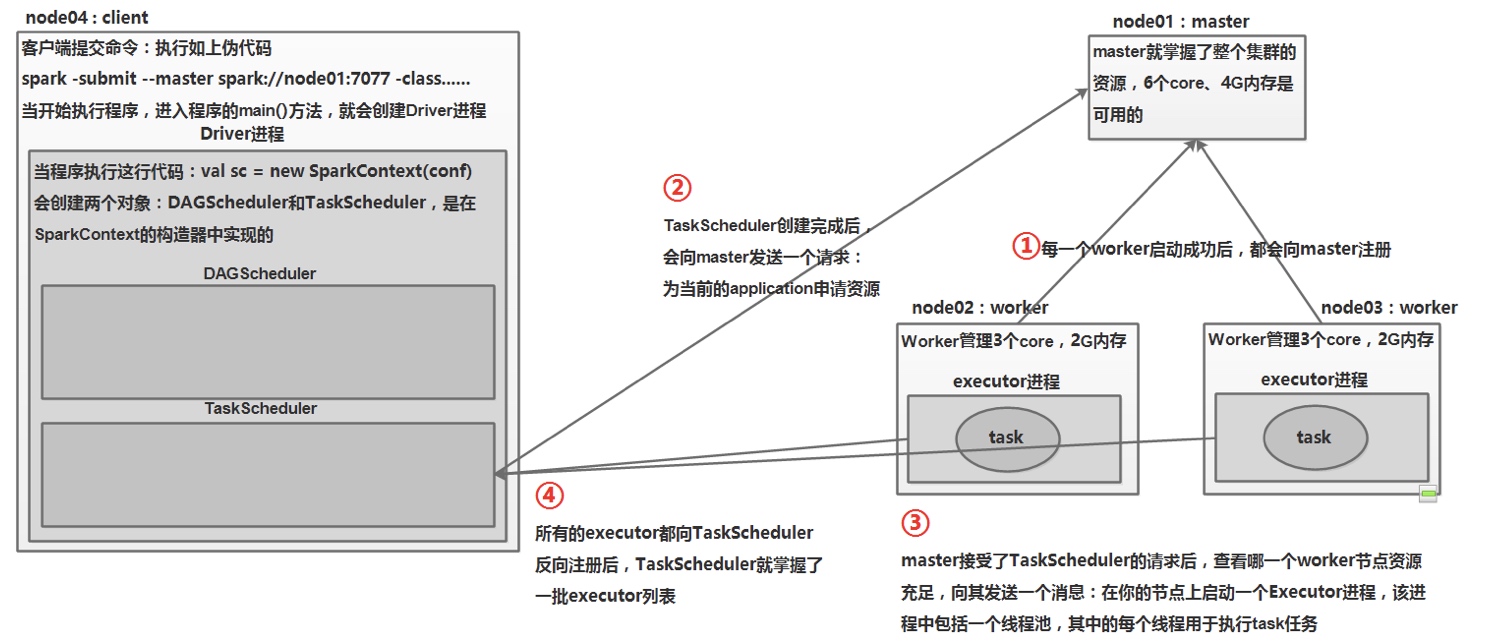 node04 : client
客户端提交命令：执行如上伪代码
spark -submit --master spark://node01:7077 -class......
当开始执行程序，进入程序的main()方法，就会创建Driver进程
Driver进程
当程序执行这行代码：val sc = new SparkContext(conf)
会创建两个对象：DAGScheduler和TaskScheduler，是在
SparkContext的构造器中实现的
DAGScheduler
TaskScheduler
node01：master
master就掌握了整个集群的
资源，6个core、4G内存是
可用的
②
TaskScheduler创建完成后，
会向master发送一个请求：
为当前的application申请资源
①每一个worker启动成功后，都会向master注册
node02：worker
Worker管理3个core，2G内存
executor进程
task
node03：worker
Worker管理3个core，2G内存
executor进程
task
④
所有的executor都向TaskScheduler
反向注册后，TaskScheduler就掌握了
一批executor列表
③
master接受了TaskScheduler的请求后，查看哪一个worker节点资源
充足，向其发送一个消息：在你的节点上启动一个Executor进程，该进
程中包括一个线程池，其中的每个线程用于执行task任务